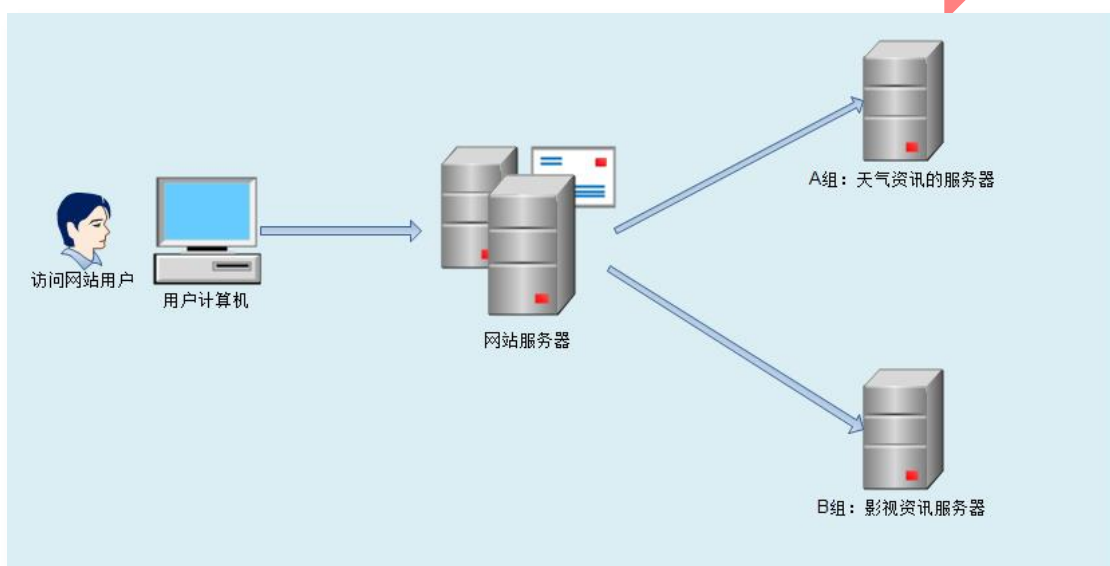 访问网站用户
用户计算机
网站服务器
A组：天气资讯的服务器
B组：影视资讯服务器